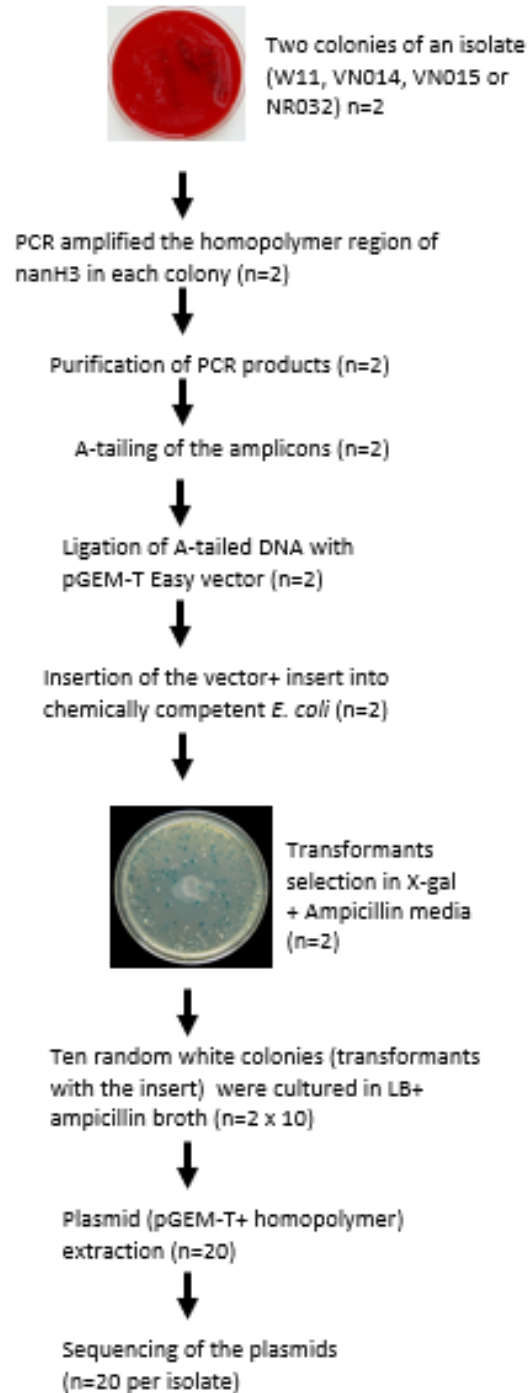 Two colonies of an isolate
(W11, VN014, VN015 or
NR032) n=2
PCR amplified the homopolymer region of
nanH3 in each colony (n=2)
Purification of PCR products (n=2)
A-tailing of the amplicons (n=2)
Ligation of A-tailed DNA with
pGEM-T Easy vector (n=2)
Insertion of the vector+ insert into
chemically competent E. coli (n=2)
Transformants
selection in X-gal
+ Ampicillin media
(n=2)
Ten random white colonies (transformants
with the insert) were cultured in LB+
ampicillin broth (n=2 x 10)
Plasmid (pGEM-T+ homopolymer)
extraction (n=20)
Sequencing of the plasmids
(n=20 per isolate)